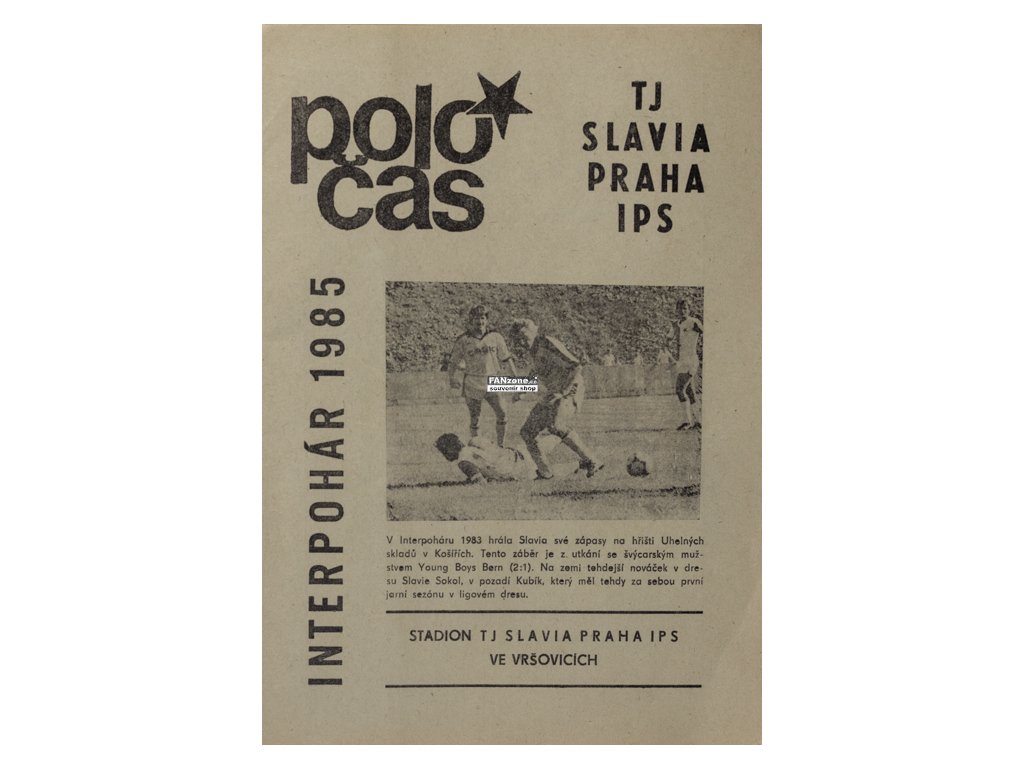 polo
čas
TJ
SLAVIA
PRAHA
IPS
INTERPOHÁR 1985
FANzone.cz
souvenir shop
V Interpoháru 1983 hrála Slavia své zápasy na hřišti Uhelných
skladů v Košířích. Tento záběr je z utkání se švýcarským muž-
stvem Young Boys Bern (2:1). Na zemi tehdejší nováček v dre-
su Slavie Sokol, v pozadí Kubík, který měl tehdy za sebou první
jarní sezónu v ligovém dresu.
STADION TJ SLAVIA PRAHA IPS
VE VRŠOVICÍCH